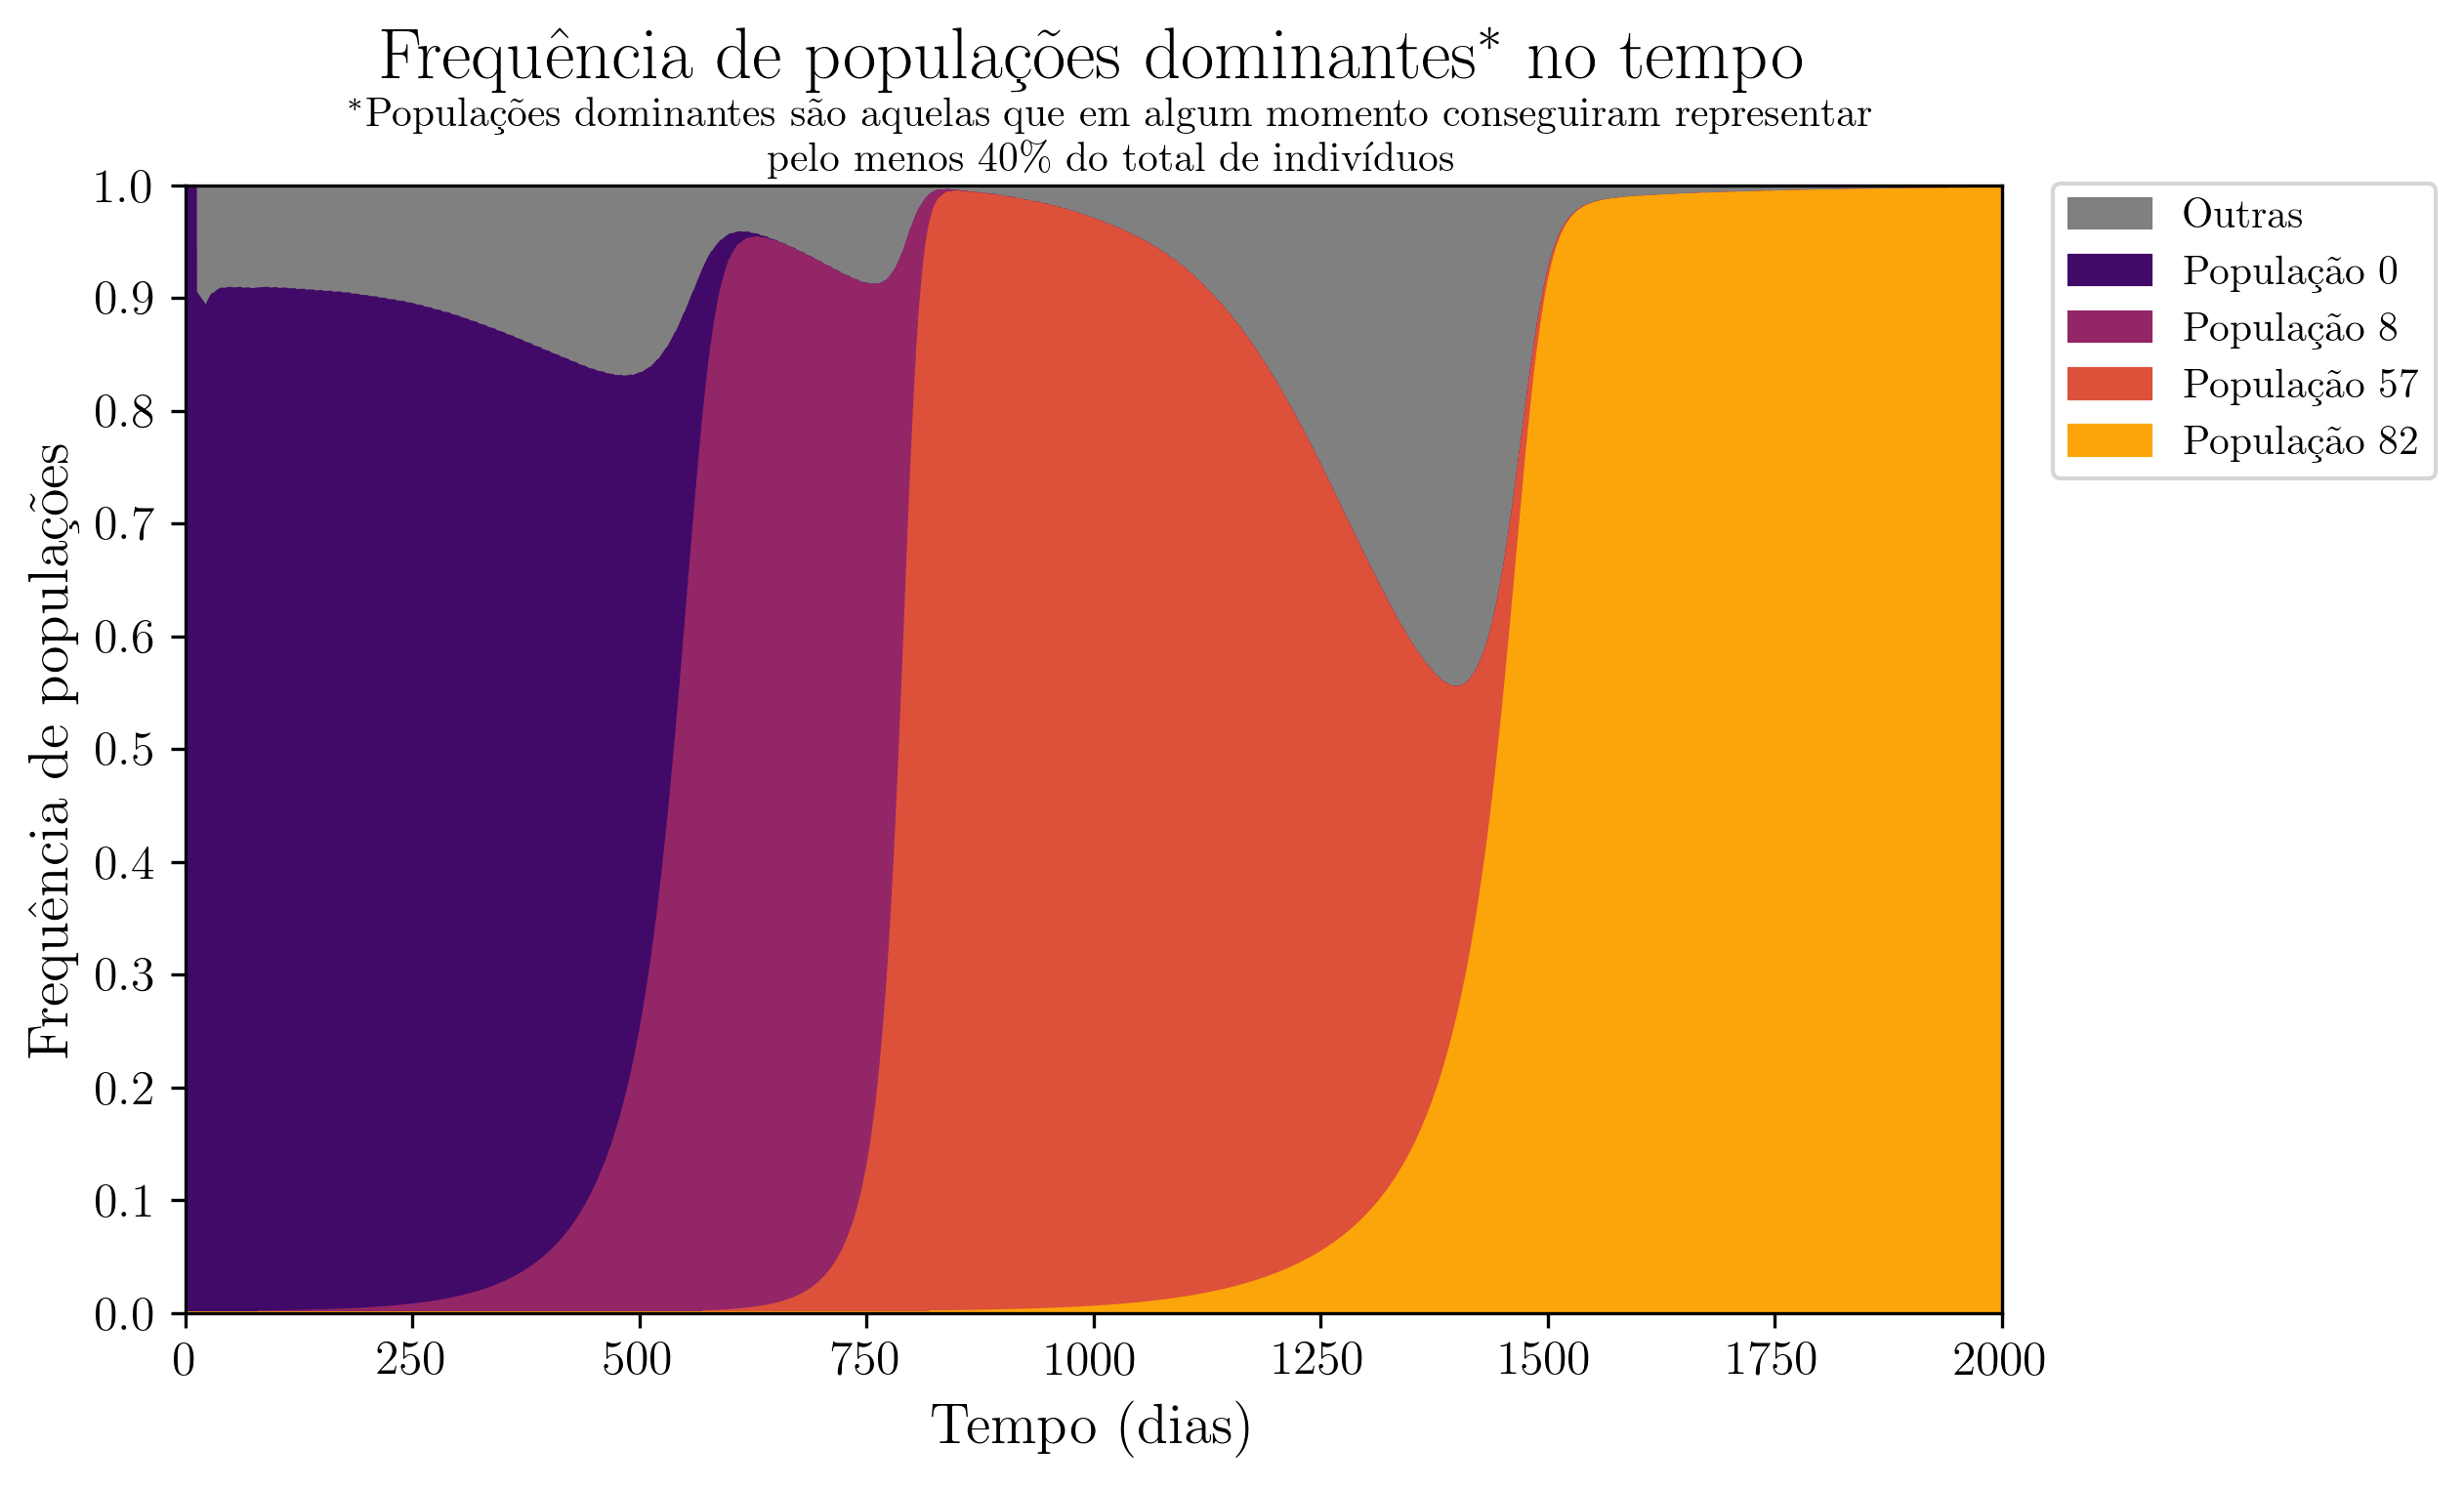 Frequência de populações dominantes* no tempo
*Populações dominantes são aquelas que em algum momento conseguiram representar
pelo menos 40% do total de indivíduos
Frequência de populações
1.0
0.9
0.8
0.7
0.6
0.5
0.4
0.3
0.2
0.1
0.0
0 250 500 750 1000 1250 1500 1750 2000
Tempo (dias)
Outras
População 0
População 8
População 57
População 82